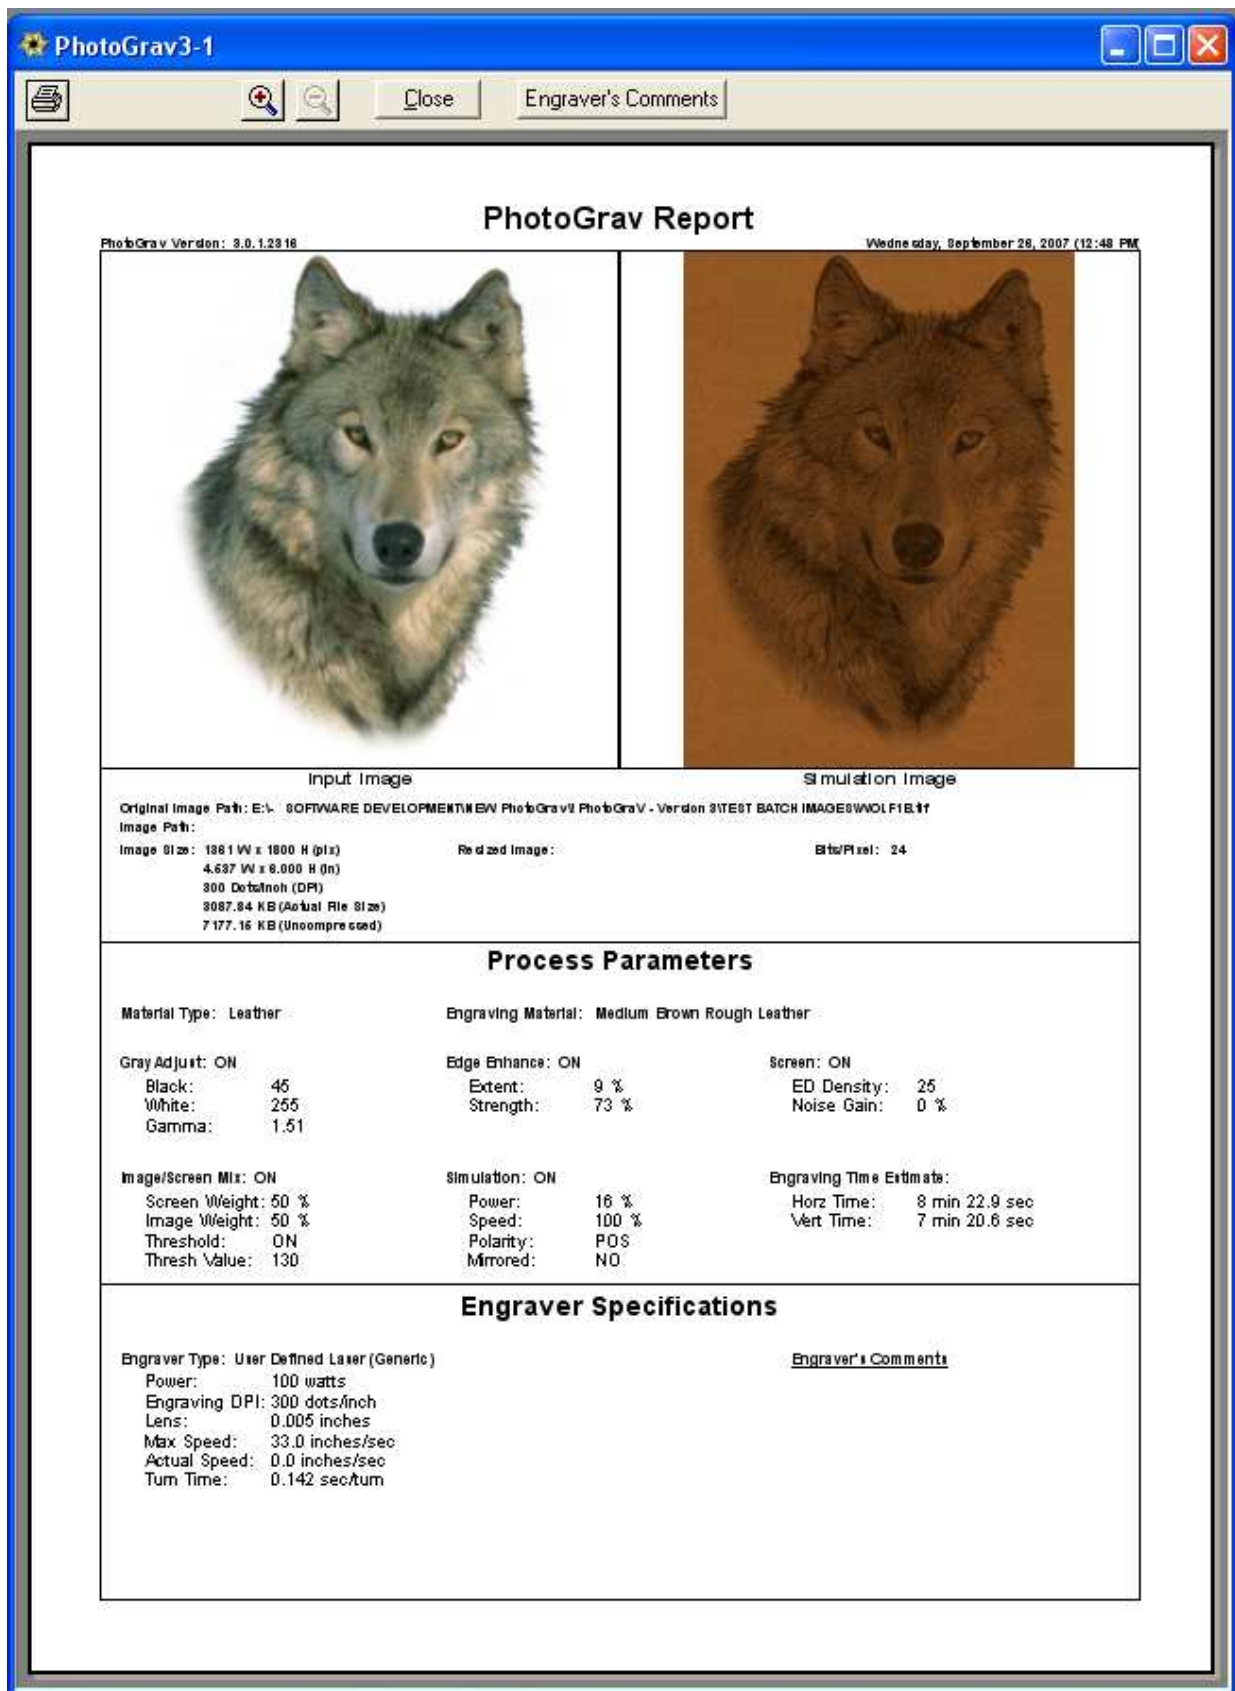 PhotoGrav3-1
Close
Engraver's Comments
PhotoGrav Report
PhotoGrav Version: 3.0.1.2316
Wednesday, September 26, 2007 (12:48 PM
Input Image
Simulation Image
Original Image Path: E:\- SOFTWARE DEVELOPMENT\NEW PhotoGrav\! PhotoGraV - Version 3\TEST BATCH IMAGES\WOLF1B.tif
Image Path:
Image Size: 1361 W x 1800 H (pix) Resized Image: Bits/Pixel: 24
4.537 W x 6.000 H (in)
300 Dots/Inch (DPI)
3087.84 KB (Actual File Size)
7177.15 KB (Uncompressed)
Process Parameters
Material Type: Leather Engraving Material: Medium Brown Rough Leather
Gray Adjust: ON Edge Enhance: ON Screen: ON
Black: 45 Extent: 9 % ED Density: 25
White: 255 Strength: 73 % Noise Gain: 0 %
Gamma: 1.51
Image/Screen Mix: ON Simulation: ON Engraving Time Estimate:
Screen Weight: 50 % Power: 16 % Horz Time: 8 min 22.9 sec
Image Weight: 50 % Speed: 100 % Vert Time: 7 min 20.6 sec
Threshold: ON Polarity: POS
Thresh Value: 130 Mirrored: NO
Engraver Specifications
Engraver Type: User Defined Laser (Generic) Engraver's Comments
Power: 100 watts
Engraving DPI: 300 dots/inch
Lens: 0.005 inches
Max Speed: 33.0 inches/sec
Actual Speed: 0.0 inches/sec
Turn Time: 0.142 sec/turn